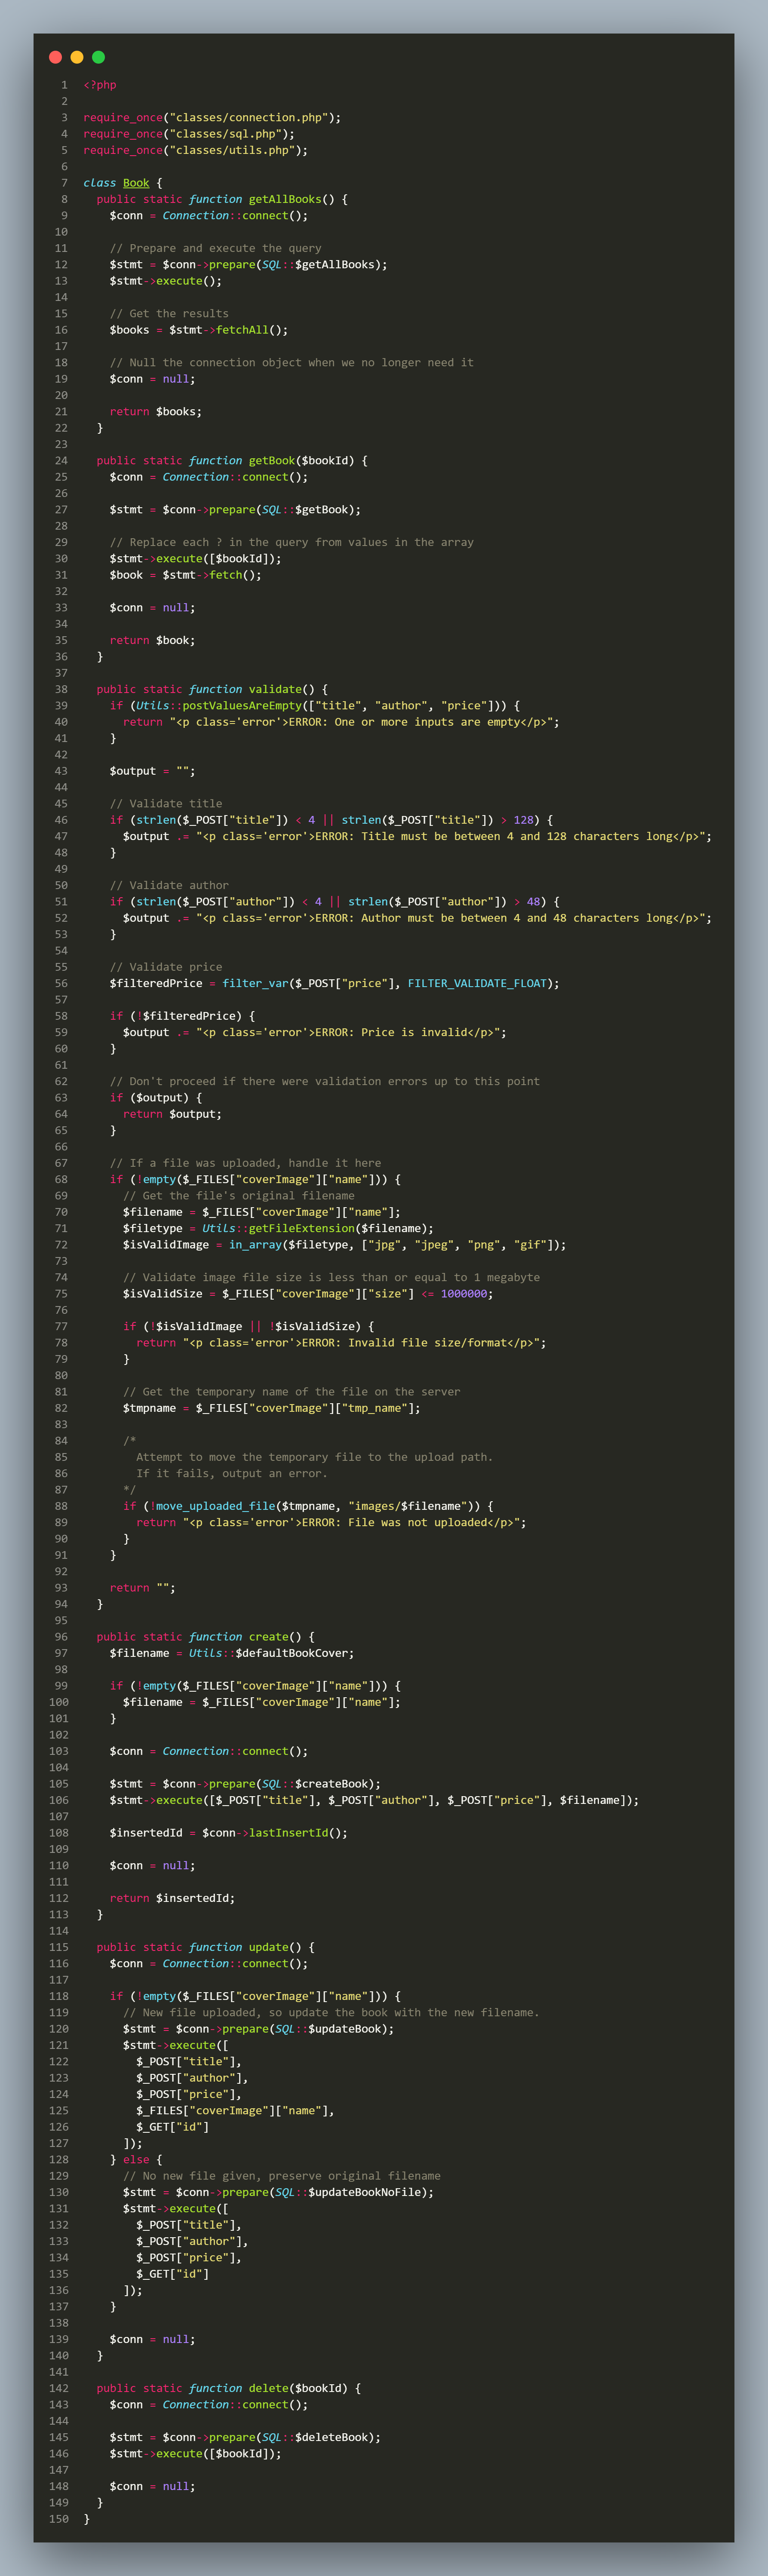 1 <?php
2
3 require_once("classes/connection.php");
4 require_once("classes/sql.php");
5 require_once("classes/utils.php");
6
7 class Book {
8   public static function getAllBooks() {
9     $conn = Connection::connect();
10
11     // Prepare and execute the query
12     $stmt = $conn->prepare(SQL::$getAllBooks);
13     $stmt->execute();
14
15     // Get the results
16     $books = $stmt->fetchAll();
17
18     // Null the connection object when we no longer need it
19     $conn = null;
20
21     return $books;
22   }
23
24   public static function getBook($bookId) {
25     $conn = Connection::connect();
26
27     $stmt = $conn->prepare(SQL::$getBook);
28
29     // Replace each ? in the query from values in the array
30     $stmt->execute([$bookId]);
31     $book = $stmt->fetch();
32
33     $conn = null;
34
35     return $book;
36   }
37
38   public static function validate() {
39     if (Utils::postValuesAreEmpty(["title", "author", "price"])) {
40       return "<p class='error'>ERROR: One or more inputs are empty</p>";
41     }
42
43     $output = "";
44
45     // Validate title
46     if (strlen($_POST["title"]) < 4 || strlen($_POST["title"]) > 128) {
47       $output .= "<p class='error'>ERROR: Title must be between 4 and 128 characters long</p>";
48     }
49
50     // Validate author
51     if (strlen($_POST["author"]) < 4 || strlen($_POST["author"]) > 48) {
52       $output .= "<p class='error'>ERROR: Author must be between 4 and 48 characters long</p>";
53     }
54
55     // Validate price
56     $filteredPrice = filter_var($_POST["price"], FILTER_VALIDATE_FLOAT);
57
58     if (!$filteredPrice) {
59       $output .= "<p class='error'>ERROR: Price is invalid</p>";
60     }
61
62     // Don't proceed if there were validation errors up to this point
63     if ($output) {
64       return $output;
65     }
66
67     // If a file was uploaded, handle it here
68     if (!empty($_FILES["coverImage"]["name"])) {
69       // Get the file's original filename
70       $filename = $_FILES["coverImage"]["name"];
71       $filetype = Utils::getFileExtension($filename);
72       $isValidImage = in_array($filetype, ["jpg", "jpeg", "png", "gif"]);
73
74       // Validate image file size is less than or equal to 1 megabyte
75       $isValidSize = $_FILES["coverImage"]["size"] <= 1000000;
76
77       if (!$isValidImage || !$isValidSize) {
78         return "<p class='error'>ERROR: Invalid file size/format</p>";
79       }
80
81       // Get the temporary name of the file on the server
82       $tmpname = $_FILES["coverImage"]["tmp_name"];
83
84       /*
85         Attempt to move the temporary file to the upload path.
86         If it fails, output an error.
87       */
88       if (!move_uploaded_file($tmpname, "images/$filename")) {
89         return "<p class='error'>ERROR: File was not uploaded</p>";
90       }
91     }
92
93     return "";
94   }
95
96   public static function create() {
97     $filename = Utils::$defaultBookCover;
98
99     if (!empty($_FILES["coverImage"]["name"])) {
100       $filename = $_FILES["coverImage"]["name"];
101     }
102
103     $conn = Connection::connect();
104
105     $stmt = $conn->prepare(SQL::$createBook);
106     $stmt->execute([$_POST["title"], $_POST["author"], $_POST["price"], $filename]);
107
108     $insertedId = $conn->lastInsertId();
109
110     $conn = null;
111
112     return $insertedId;
113   }
114
115   public static function update() {
116     $conn = Connection::connect();
117
118     if (!empty($_FILES["coverImage"]["name"])) {
119       // New file uploaded, so update the book with the new filename.
120       $stmt = $conn->prepare(SQL::$updateBook);
121       $stmt->execute([
122         $_POST["title"],
123         $_POST["author"],
124         $_POST["price"],
125         $_FILES["coverImage"]["name"],
126         $_GET["id"]
127       ]);
128     } else {
129       // No new file given, preserve original filename
130       $stmt = $conn->prepare(SQL::$updateBookNoFile);
131       $stmt->execute([
132         $_POST["title"],
133         $_POST["author"],
134         $_POST["price"],
135         $_GET["id"]
136       ]);
137     }
138
139     $conn = null;
140   }
141
142   public static function delete($bookId) {
143     $conn = Connection::connect();
144
145     $stmt = $conn->prepare(SQL::$deleteBook);
146     $stmt->execute([$bookId]);
147
148     $conn = null;
149   }
150 }